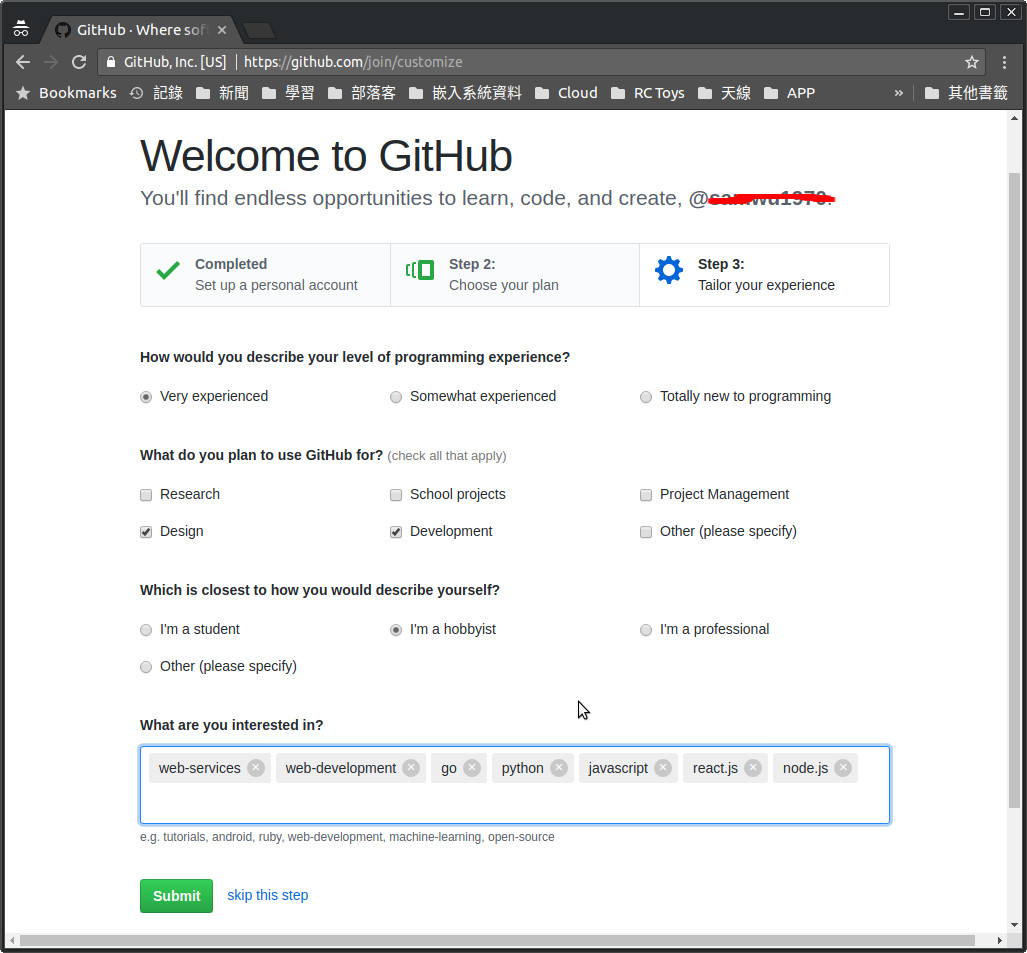 GitHub · Where sof
GitHub, Inc. [US] https://github.com/join/customize
Bookmarks 記錄 新聞 學習 部落客 嵌入系統資料 Cloud RC Toys 天線 APP » 其他書籤
Welcome to GitHub
You'll find endless opportunities to learn, code, and create, @
Completed
Set up a personal account
Step 2:
Choose your plan
Step 3:
Tailor your experience
How would you describe your level of programming experience?
Very experienced Somewhat experienced Totally new to programming
What do you plan to use GitHub for? (check all that apply)
Research School projects Project Management
Design Development Other (please specify)
Which is closest to how you would describe yourself?
I'm a student I'm a hobbyist I'm a professional
Other (please specify)
What are you interested in?
web-services web-development go python javascript react.js node.js
e.g. tutorials, android, ruby, web-development, machine-learning, open-source
Submit skip this step